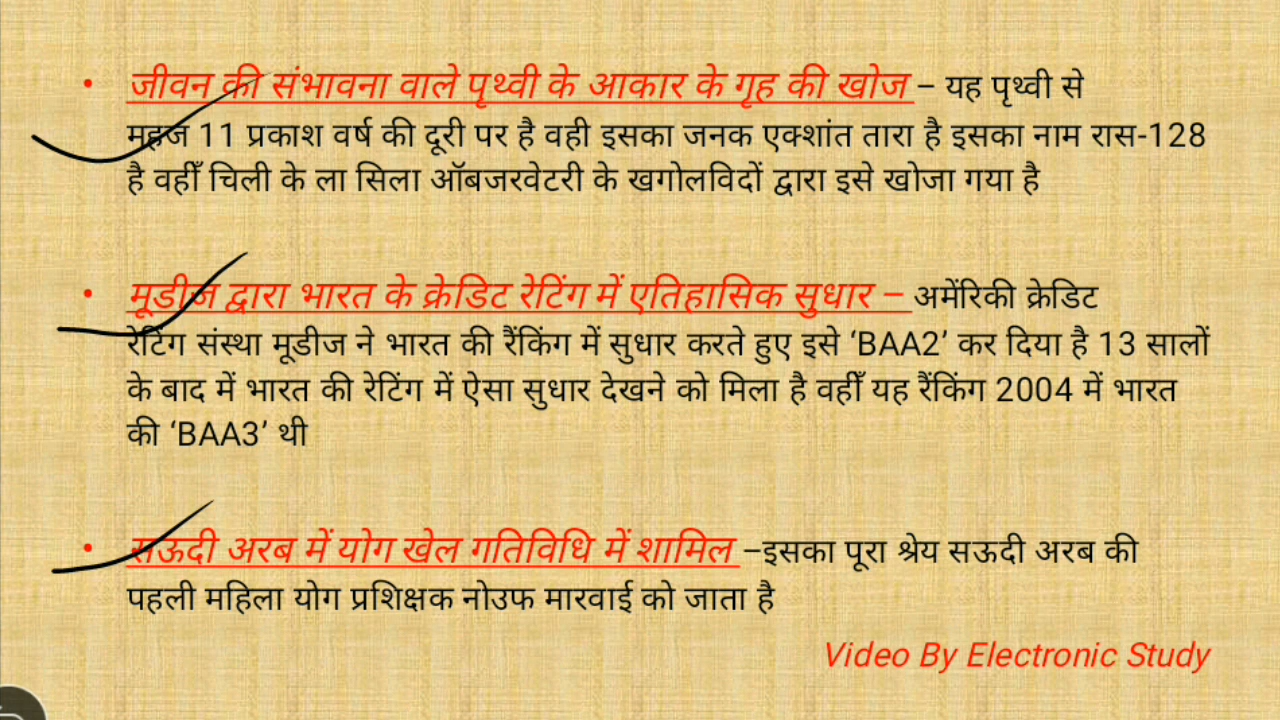 • जीवन की संभावना वाले पृथ्वी के आकार के गृह की खोज – यह पृथ्वी से
महज 11 प्रकाश वर्ष की दूरी पर है वही इसका जनक एक्शांत तारा है इसका नाम रास-128
है वहीँ चिली के ला सिला ऑबजरवेटरी के खगोलविदों द्वारा इसे खोजा गया है
• मूडीज द्वारा भारत के क्रेडिट रेटिंग में एतिहासिक सुधार – अमेंरिकी क्रेडिट
रेटिंग संस्था मूडीज ने भारत की रैंकिंग में सुधार करते हुए इसे ‘BAA2’ कर दिया है 13 सालों
के बाद में भारत की रेटिंग में ऐसा सुधार देखने को मिला है वहीँ यह रैंकिंग 2004 में भारत
की ‘BAA3’ थी
• सऊदी अरब में योग खेल गतिविधि में शामिल –इसका पूरा श्रेय सऊदी अरब की
पहली महिला योग प्रशिक्षक नोउफ मारवाई को जाता है
Video By Electronic Study